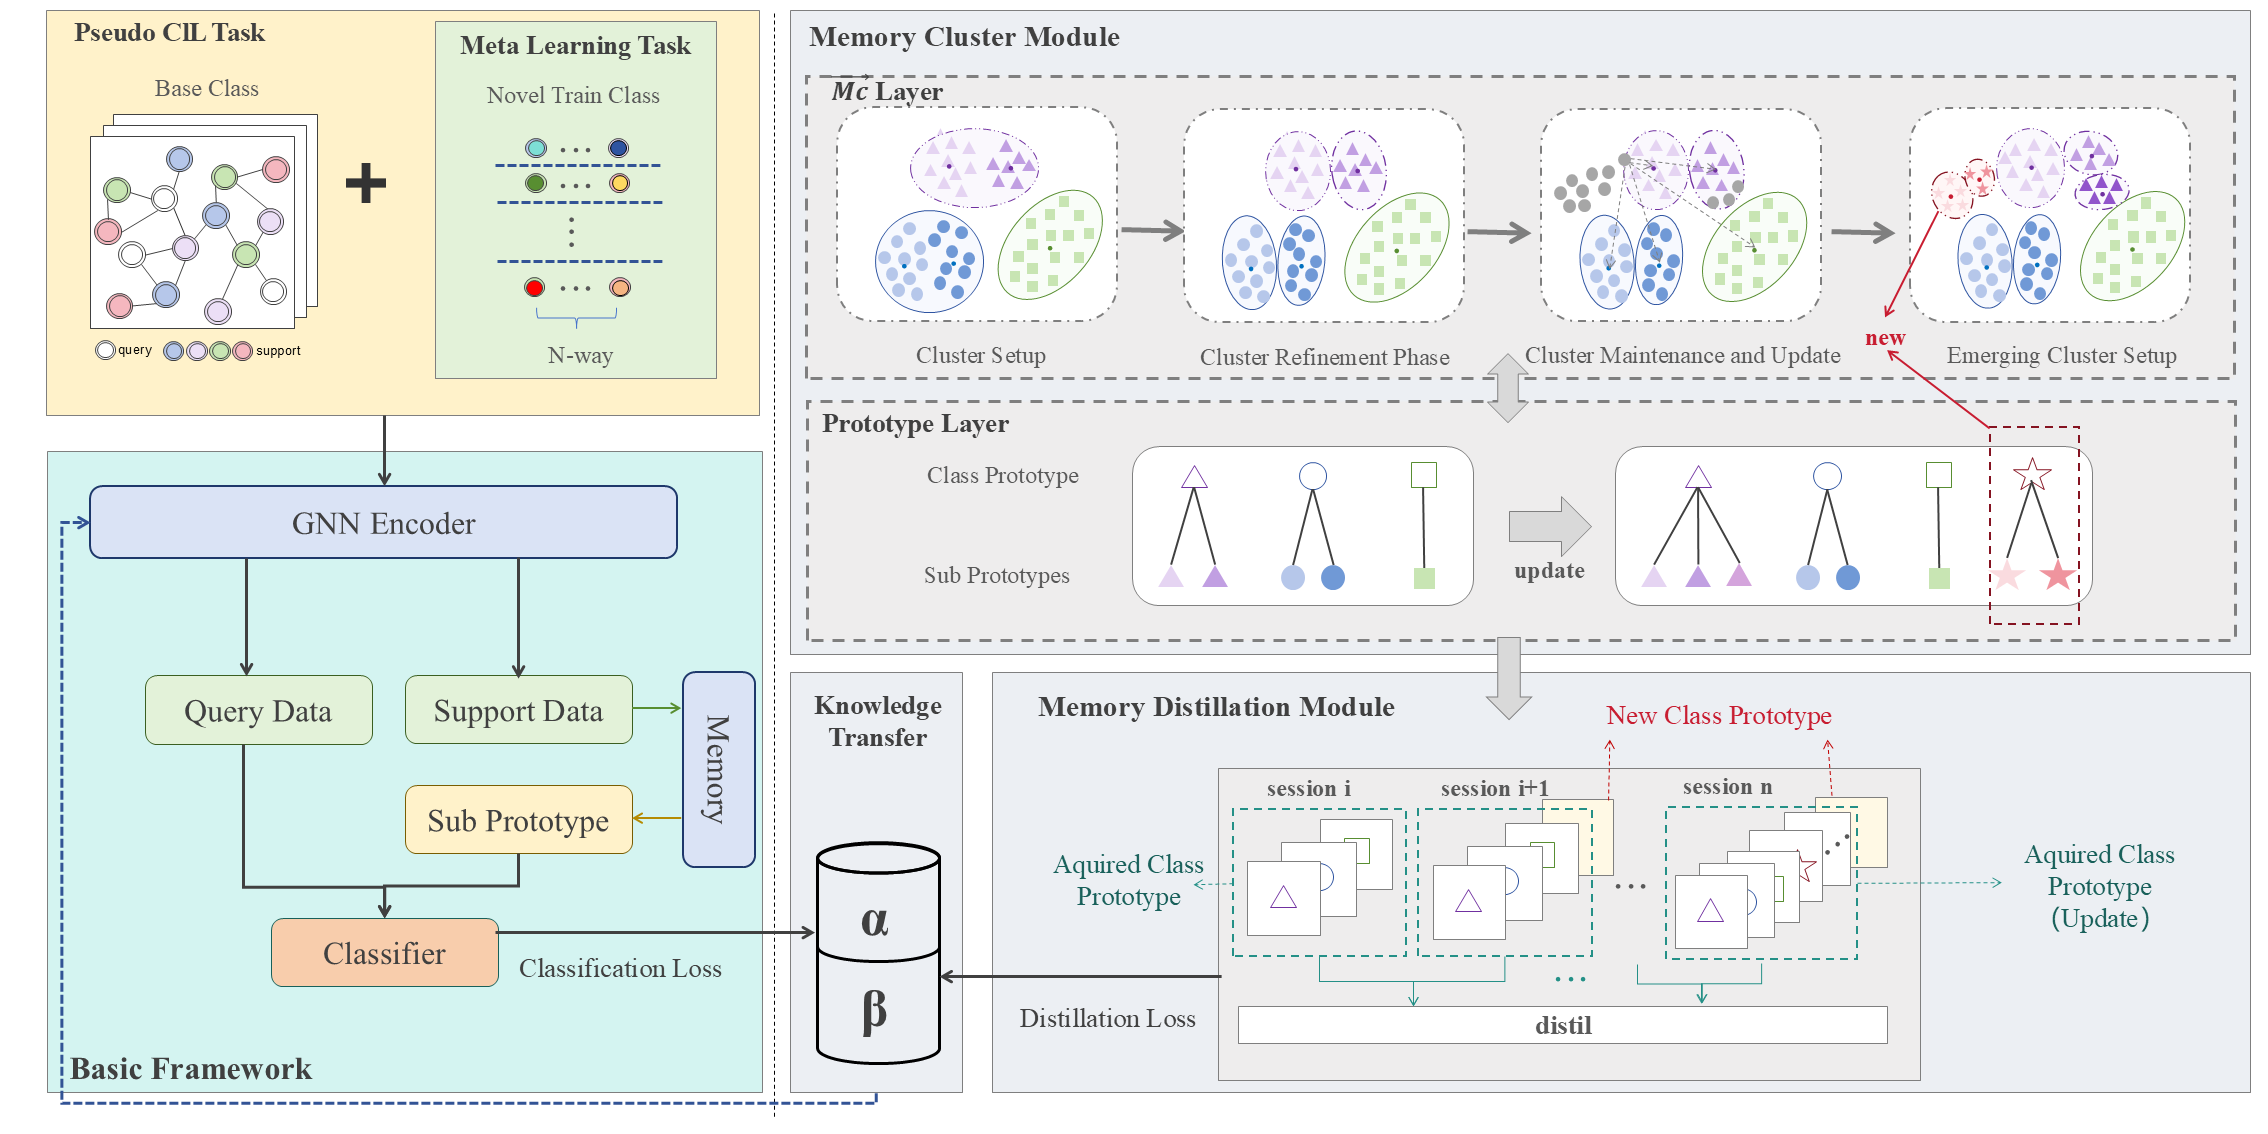 Pseudo CIL Task
Base Class
query
support
Meta Learning Task
Novel Train Class
N-way
GNN Encoder
Query Data
Support Data
Memory
Sub Prototype
Classifier
Classification Loss
Basic Framework
Memory Cluster Module
Mc Layer
Cluster Setup
Cluster Refinement Phase
Cluster Maintenance and Update
Emerging Cluster Setup
new
Prototype Layer
Class Prototype
Sub Prototypes
update
Knowledge
Transfer
α
β
Memory Distillation Module
New Class Prototype
session i
session i+1
session n
Aquired Class
Prototype
Aquired Class
Prototype
(Update)
Distillation Loss
distil